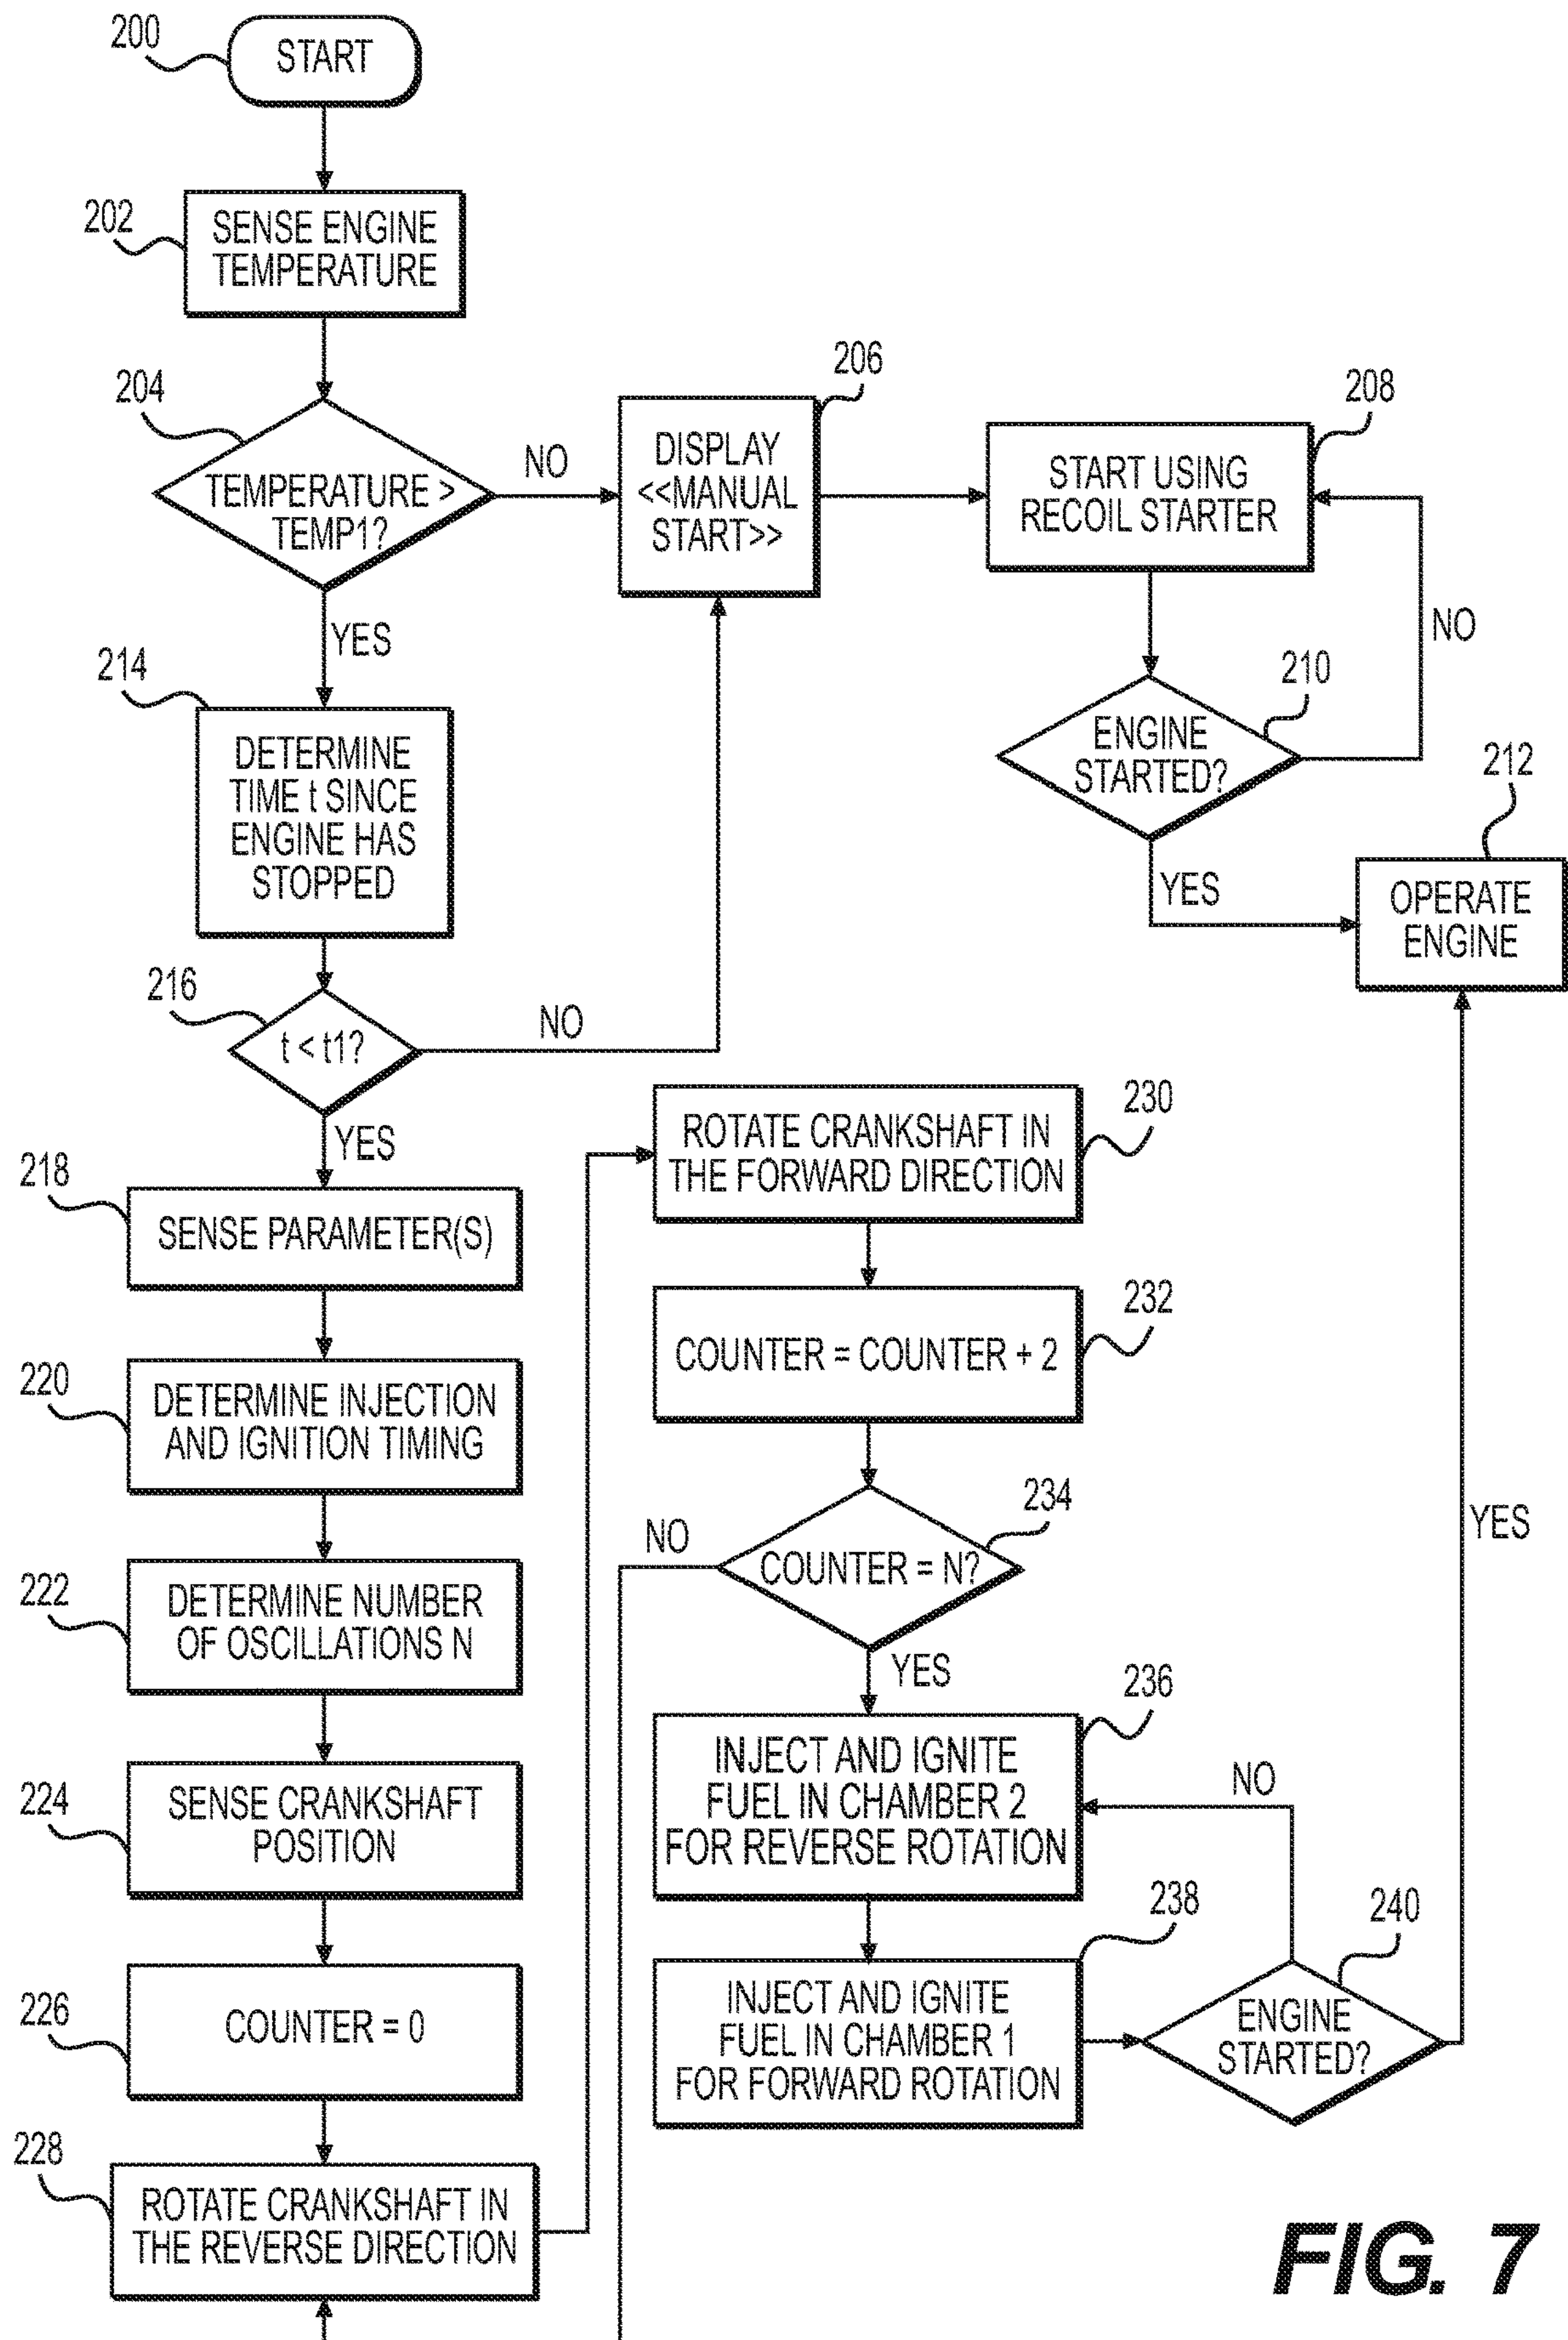 200
START
202
SENSE ENGINE
TEMPERATURE
204
TEMPERATURE >
TEMP1?
NO
YES
206
DISPLAY
<<MANUAL
START>>
208
START USING
RECOIL STARTER
NO
210
ENGINE
STARTED?
YES
212
OPERATE
ENGINE
214
DETERMINE
TIME t SINCE
ENGINE HAS
STOPPED
216
t < t1?
NO
YES
218
SENSE PARAMETER(S)
220
DETERMINE INJECTION
AND IGNITION TIMING
222
DETERMINE NUMBER
OF OSCILLATIONS N
224
SENSE CRANKSHAFT
POSITION
226
COUNTER = 0
228
ROTATE CRANKSHAFT IN
THE REVERSE DIRECTION
230
ROTATE CRANKSHAFT IN
THE FORWARD DIRECTION
232
COUNTER = COUNTER + 2
234
COUNTER = N?
NO
YES
236
INJECT AND IGNITE
FUEL IN CHAMBER 2
FOR REVERSE ROTATION
238
INJECT AND IGNITE
FUEL IN CHAMBER 1
FOR FORWARD ROTATION
240
ENGINE
STARTED?
NO
YES
FIG. 7